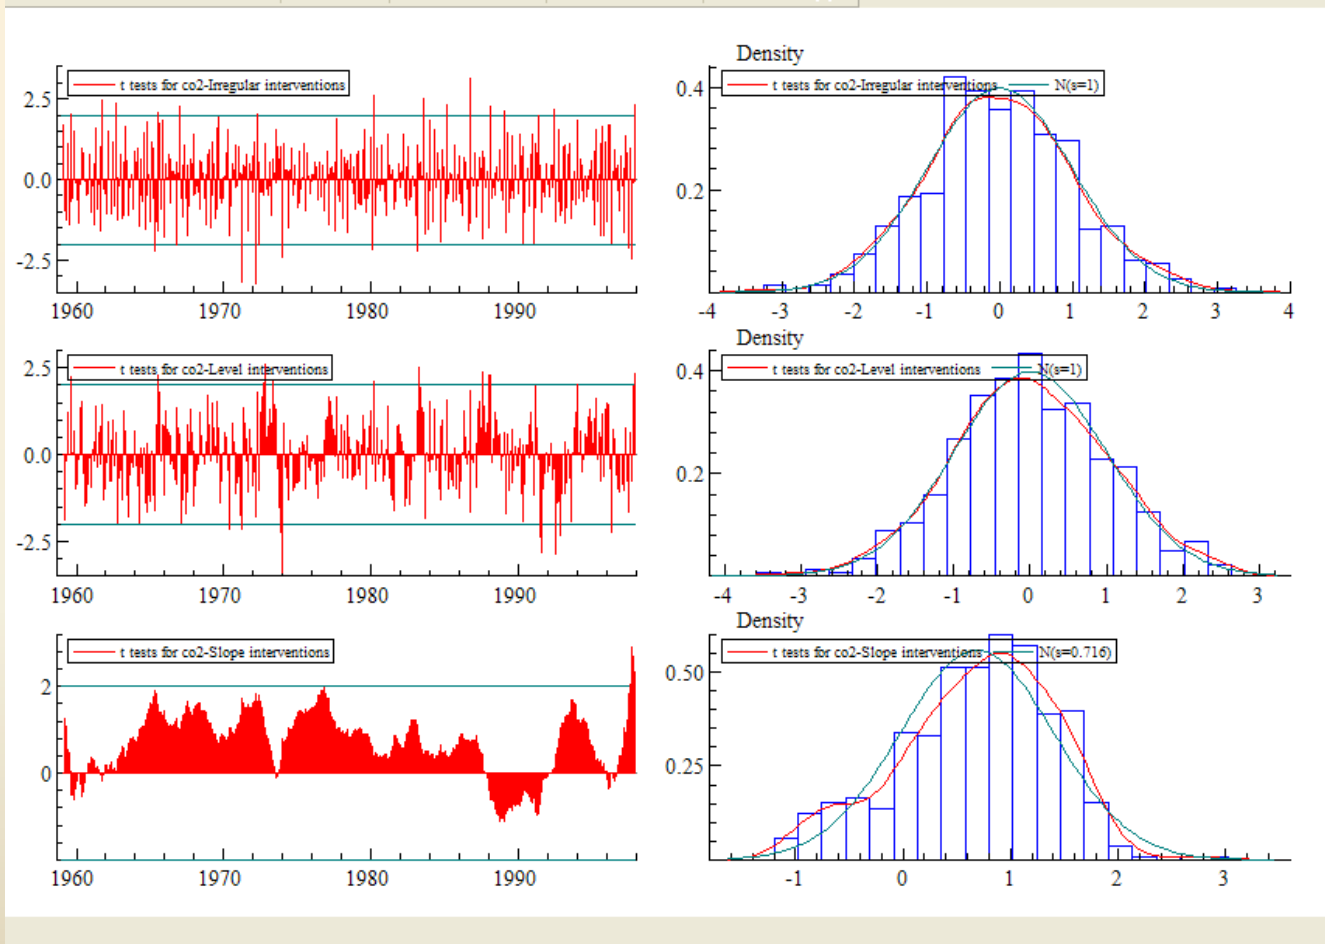 Density
t tests for co2-Irregular interventions
t tests for co2-Irregular interventions N(s=1)
2.5
0.0
-2.5
0.4
0.2
1960 1970 1980 1990
-4 -3 -2 -1 0 1 2 3 4
Density
t tests for co2-Level interventions
t tests for co2-Level interventions N(s=1)
2.5
0.0
-2.5
0.4
0.2
1960 1970 1980 1990
-4 -3 -2 -1 0 1 2 3
Density
t tests for co2-Slope interventions
t tests for co2-Slope interventions N(s=0.716)
2
0
0.50
0.25
1960 1970 1980 1990
-1 0 1 2 3